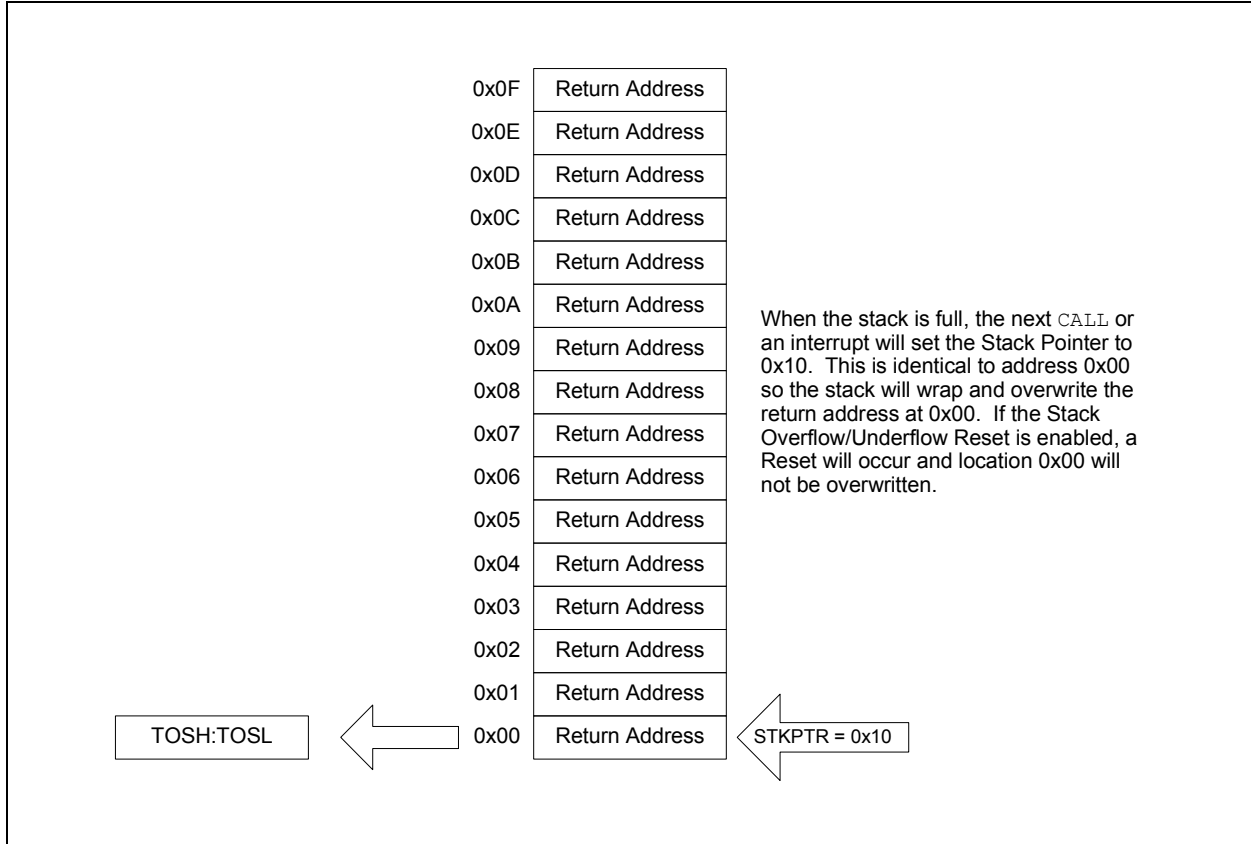 0x0F Return Address
0x0E Return Address
0x0D Return Address
0x0C Return Address
0x0B Return Address
0x0A Return Address
0x09 Return Address
0x08 Return Address
0x07 Return Address
0x06 Return Address
0x05 Return Address
0x04 Return Address
0x03 Return Address
0x02 Return Address
0x01 Return Address
TOSH:TOSL 0x00 Return Address STKPTR = 0x10
When the stack is full, the next CALL or
an interrupt will set the Stack Pointer to
0x10. This is identical to address 0x00
so the stack will wrap and overwrite the
return address at 0x00. If the Stack
Overflow/Underflow Reset is enabled, a
Reset will occur and location 0x00 will
not be overwritten.